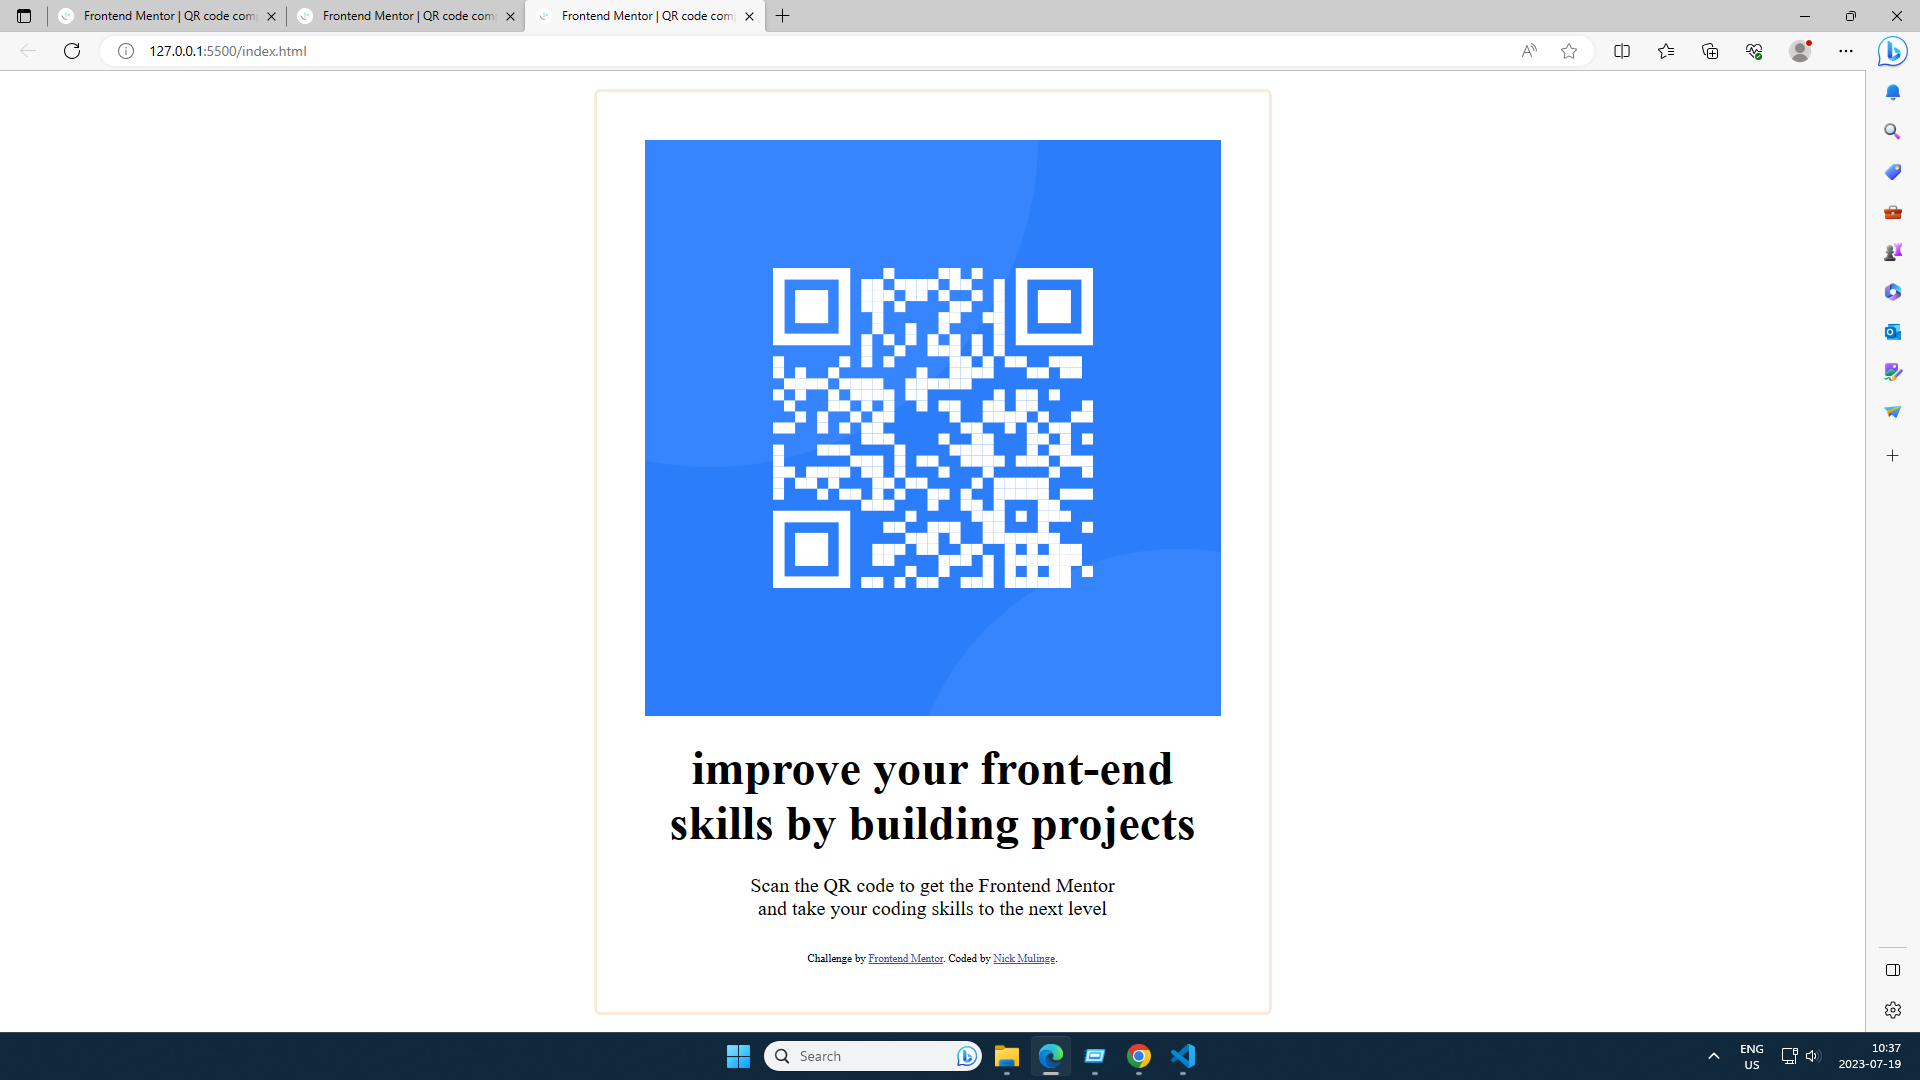 Frontend Mentor | QR code comp
Frontend Mentor | QR code comp
Frontend Mentor | QR code comp
127.0.0.1:5500/index.html
improve your front-end
skills by building projects
Scan the QR code to get the Frontend Mentor
and take your coding skills to the next level
Challenge by Frontend Mentor. Coded by Nick Mulinge.
Search
ENG
US
10:37
2023-07-19